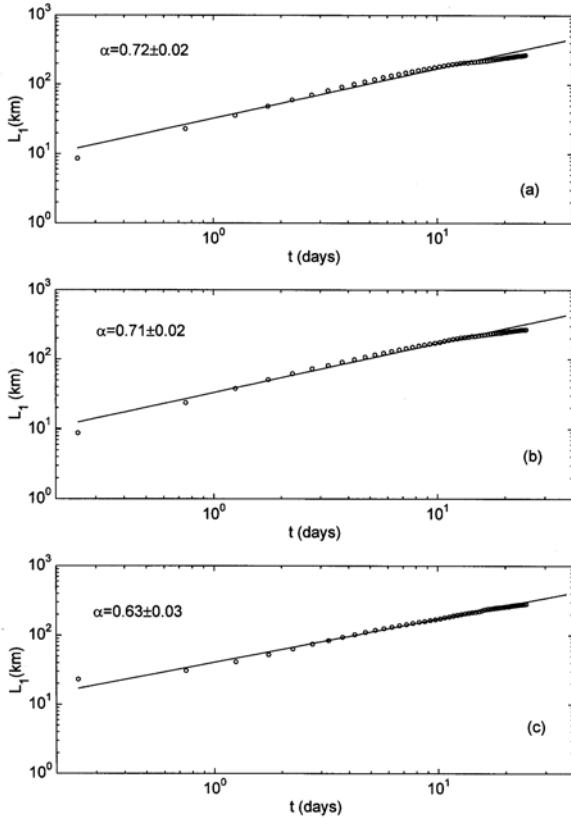 10³
α=0.72±0.02
10²
L₁(km)
10¹
(a)
10⁰
10⁰ 10¹
t (days)
10³
α=0.71±0.02
10²
L₁(km)
10¹
(b)
10⁰
10⁰ 10¹
t (days)
10³
α=0.63±0.03
10²
L₁(km)
10¹
(c)
10⁰
10⁰ 10¹
t (days)